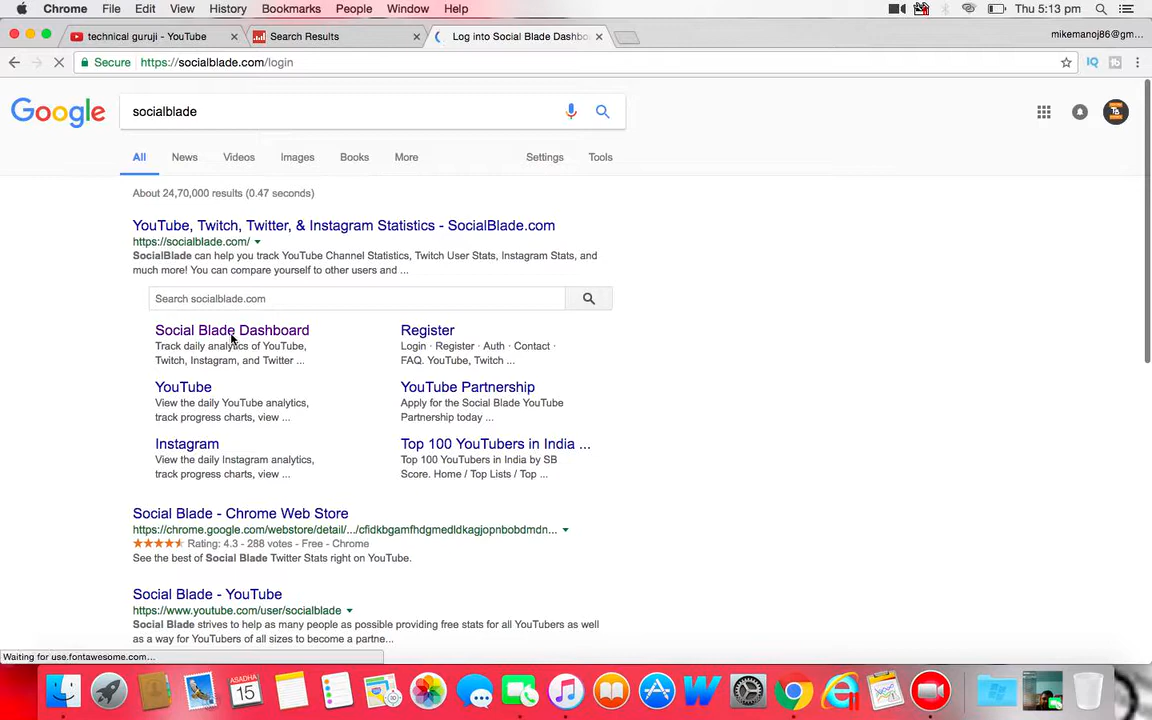 Chrome File Edit View History Bookmarks People Window Help Thu 5:13 pm
technical guruji - YouTube Search Results Log into Social Blade Dashbo mikemanoj86@gm...
Secure https://socialblade.com/login
Google socialblade
All News Videos Images Books More Settings Tools
About 24,70,000 results (0.47 seconds)
YouTube, Twitch, Twitter, & Instagram Statistics - SocialBlade.com
https://socialblade.com/
SocialBlade can help you track YouTube Channel Statistics, Twitch User Stats, Instagram Stats, and
much more! You can compare yourself to other users and ...
Search socialblade.com
Social Blade Dashboard
Track daily analytics of YouTube,
Twitch, Instagram, and Twitter ...
Register
Login · Register · Auth · Contact ·
FAQ. YouTube, Twitch ...
YouTube
View the daily YouTube analytics,
track progress charts, view ...
YouTube Partnership
Apply for the Social Blade YouTube
Partnership today ...
Instagram
View the daily Instagram analytics,
track progress charts, view ...
Top 100 YouTubers in India ...
Top 100 YouTubers in India by SB
Score. Home / Top Lists / Top ...
Social Blade - Chrome Web Store
https://chrome.google.com/webstore/detail/.../cfidkbgamfhdgmedldkagjopnbobdmdn...
Rating: 4.3 - 288 votes - Free - Chrome
See the best of Social Blade Twitter Stats right on YouTube.
Social Blade - YouTube
https://www.youtube.com/user/socialblade
Social Blade strives to help as many people as possible providing free stats for all YouTubers as well
as a way for YouTubers of all sizes to become a partne...
Waiting for use.fontawesome.com...
THU
15